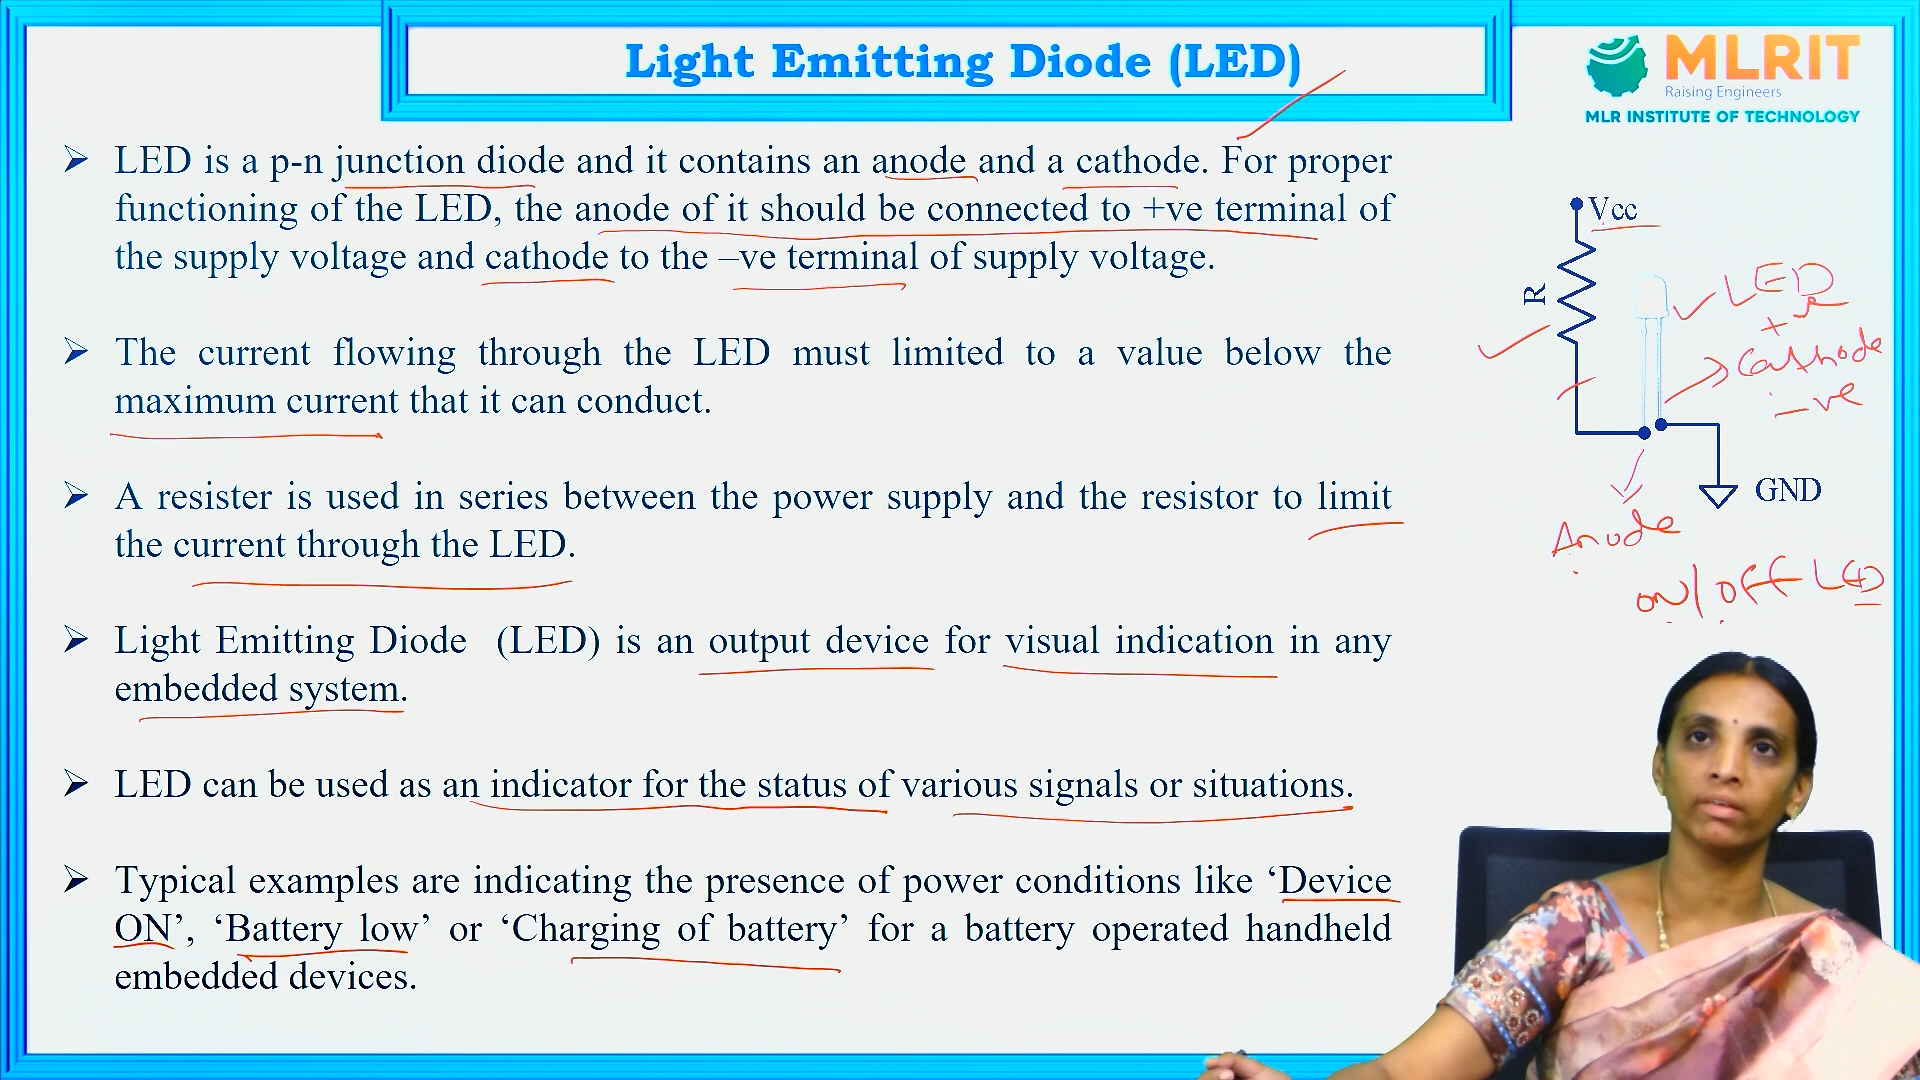 Light Emitting Diode (LED)
MLRIT
Raising Engineers
MLR INSTITUTE OF TECHNOLOGY
➢ LED is a p-n junction diode and it contains an anode and a cathode. For proper
functioning of the LED, the anode of it should be connected to +ve terminal of
the supply voltage and cathode to the –ve terminal of supply voltage.
➢ The current flowing through the LED must limited to a value below the
maximum current that it can conduct.
➢ A resister is used in series between the power supply and the resistor to limit
the current through the LED.
➢ Light Emitting Diode (LED) is an output device for visual indication in any
embedded system.
➢ LED can be used as an indicator for the status of various signals or situations.
➢ Typical examples are indicating the presence of power conditions like ‘Device
ON’, ‘Battery low’ or ‘Charging of battery’ for a battery operated handheld
embedded devices.
Vcc
R
LED
+
Cathode
-ve
GND
Anode
ON/OFF LED